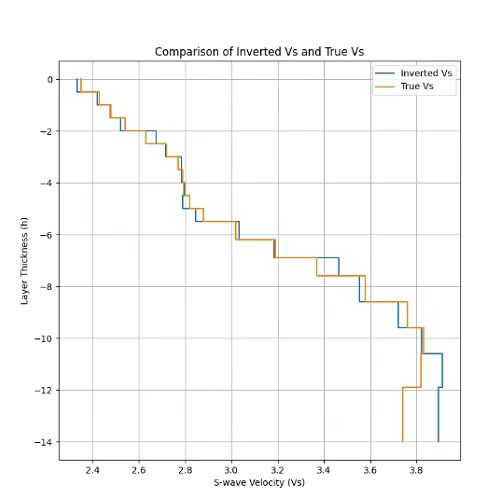 Comparison of Inverted Vs and True Vs
Inverted Vs
True Vs
0
−2
−4
−6
−8
−10
−12
−14
Layer Thickness (h)
2.4 2.6 2.8 3.0 3.2 3.4 3.6 3.8
S-wave Velocity (Vs)